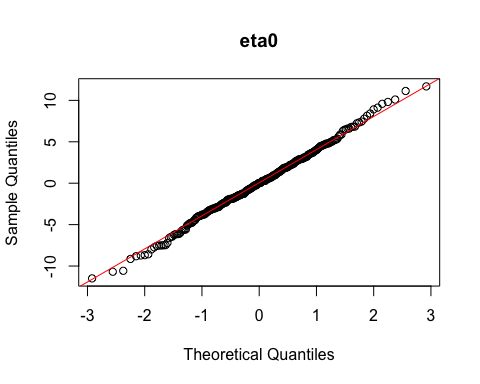 eta0
Sample Quantiles
10
5
0
-5
-10
-3 -2 -1 0 1 2 3
Theoretical Quantiles